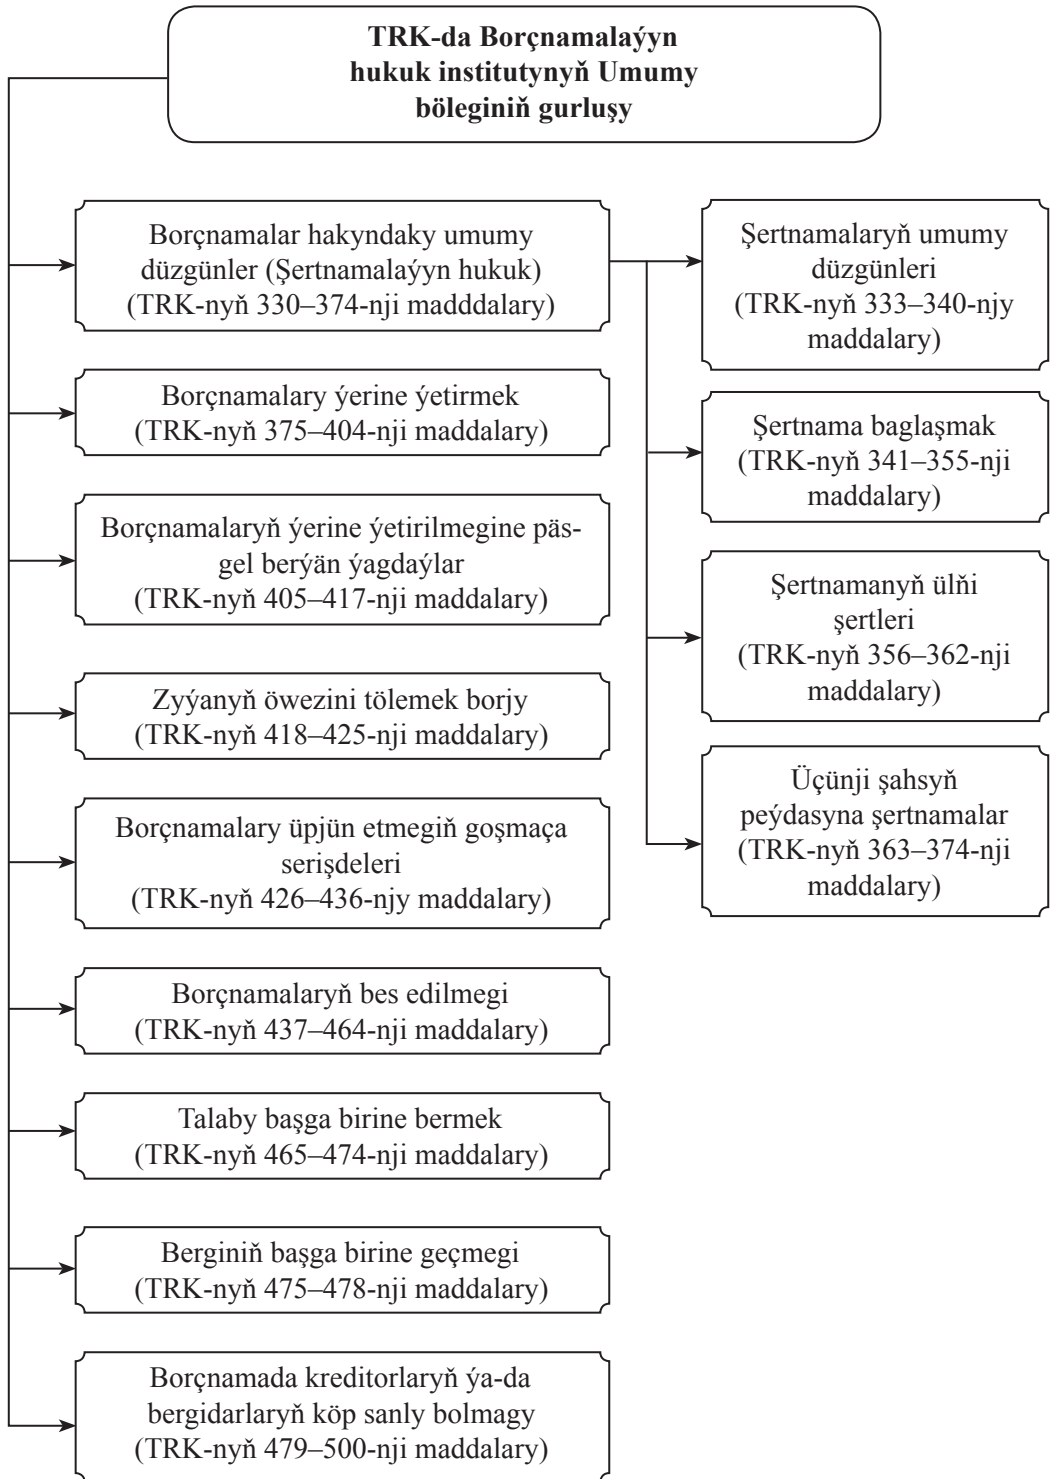 TRK-da Borçnamalaýyn
hukuk institutynyň Umumy
böleginiň gurluşy
Borçnamalar hakyndaky umumy
düzgünler (Şertnamalaýyn hukuk)
(TRK-nyň 330–374-nji madddalary)
Borçnamalary ýerine ýetirmek
(TRK-nyň 375–404-nji maddalary)
Borçnamalaryň ýerine ýetirilmegine päs-
gel berýän ýagdaýlar
(TRK-nyň 405–417-nji maddalary)
Zyýanyň öwezini tölemek borjy
(TRK-nyň 418–425-nji maddalary)
Borçnamalary üpjün etmegiň goşmaça
serişdeleri
(TRK-nyň 426–436-njy maddalary)
Borçnamalaryň bes edilmegi
(TRK-nyň 437–464-nji maddalary)
Talaby başga birine bermek
(TRK-nyň 465–474-nji maddalary)
Berginiň başga birine geçmegi
(TRK-nyň 475–478-nji maddalary)
Borçnamada kreditorlaryň ýa-da
bergidarlaryň köp sanly bolmagy
(TRK-nyň 479–500-nji maddalary)
Şertnamalaryň umumy
düzgünleri
(TRK-nyň 333–340-njy
maddalary)
Şertnama baglaşmak
(TRK-nyň 341–355-nji
maddalary)
Şertnamanyň ülňi
şertleri
(TRK-nyň 356–362-nji
maddalary)
Üçünji şahsyň
peýdasyna şertnamalar
(TRK-nyň 363–374-nji
maddalary)